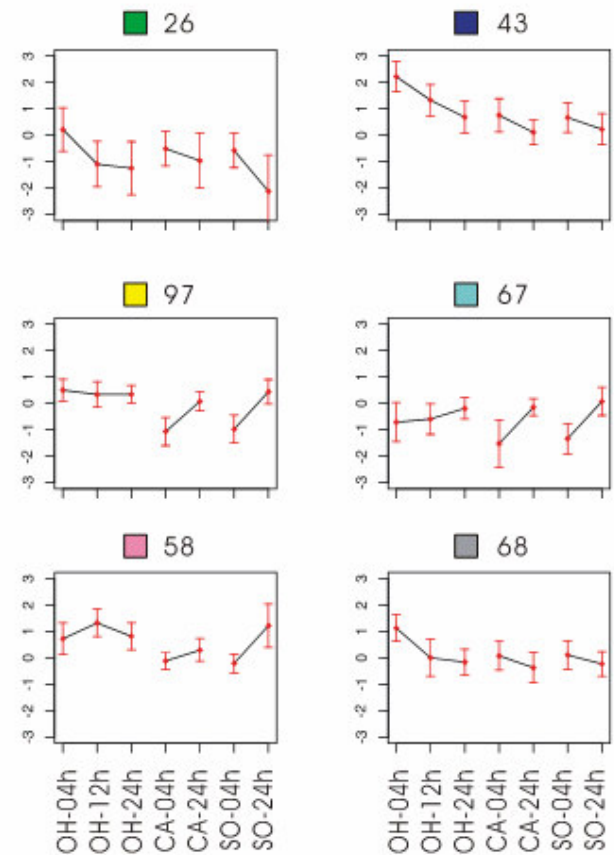 26 43
3 2 1 0 -1 -2 -3
3 2 1 0 -1 -2 -3
97 67
3 2 1 0 -1 -2 -3
3 2 1 0 -1 -2 -3
58 68
3 2 1 0 -1 -2 -3
3 2 1 0 -1 -2 -3
OH-04h
OH-12h
OH-24h
CA-04h
CA-24h
SO-04h
SO-24h
OH-04h
OH-12h
OH-24h
CA-04h
CA-24h
SO-04h
SO-24h